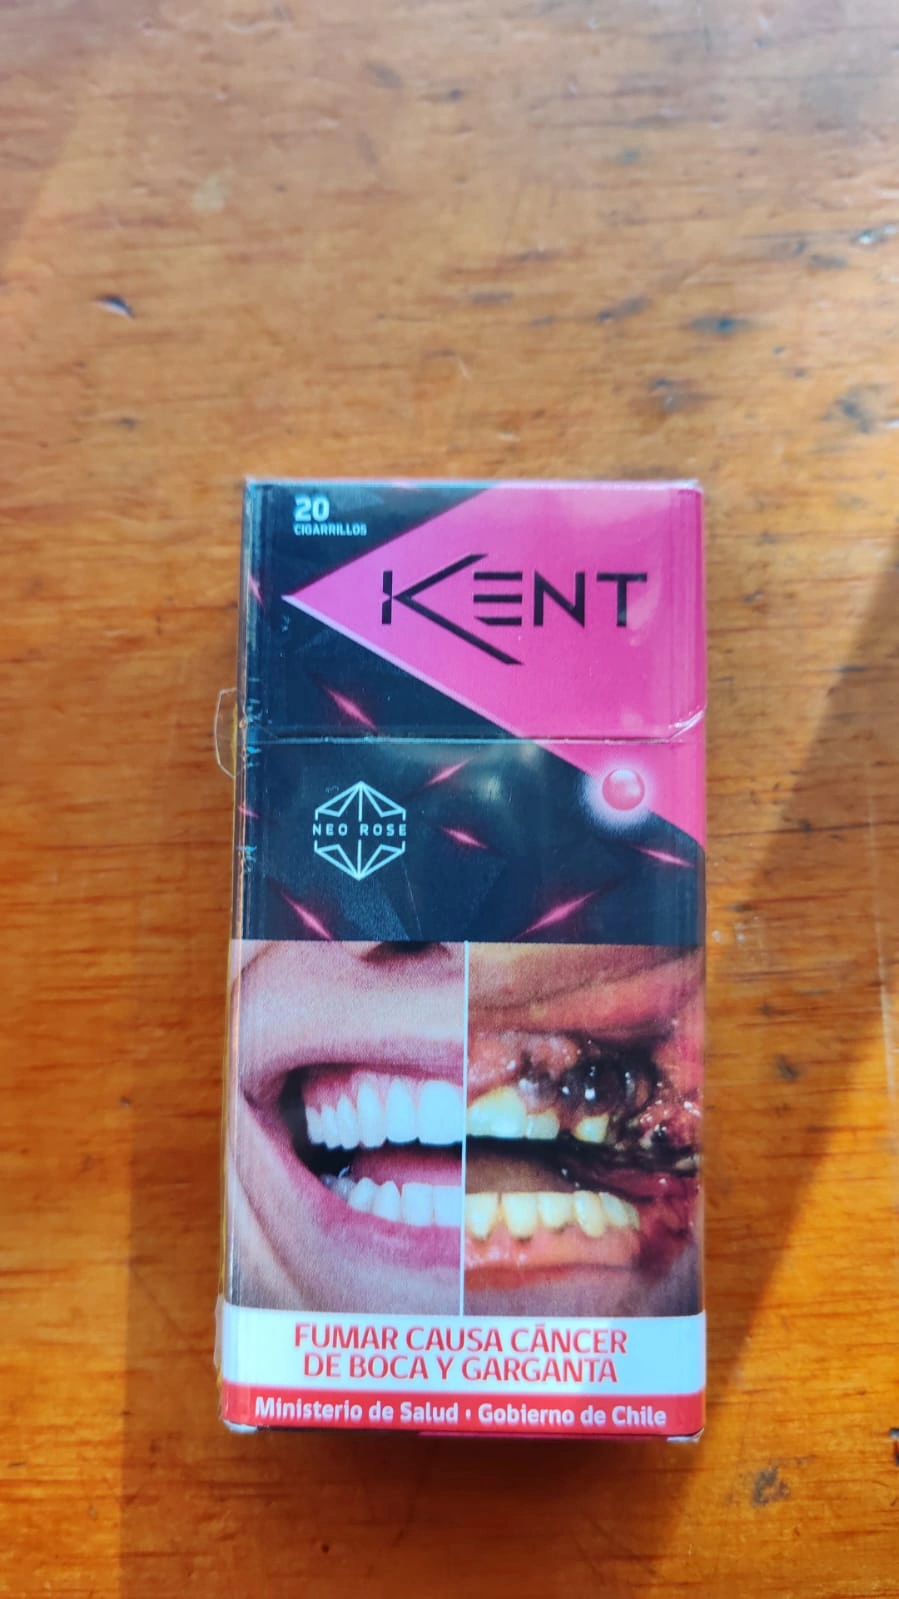 20
CIGARRILLOS
KENT
NEO ROSE
FUMAR CAUSA CÁNCER
DE BOCA Y GARGANTA
Ministerio de Salud • Gobierno de Chile